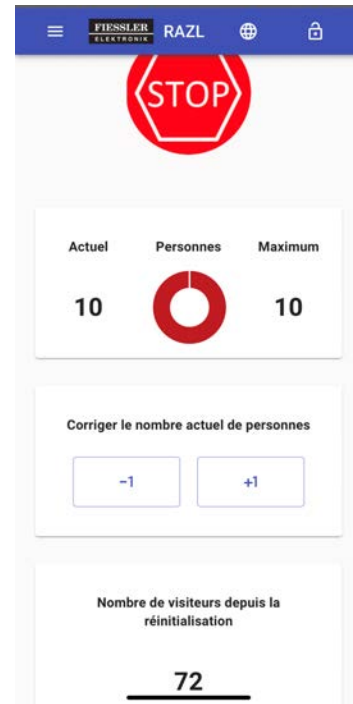 FIESSLER
ELEKTRONIK
RAZL
STOP
Actuel Personnes Maximum
10 10
Corriger le nombre actuel de personnes
-1 +1
Nombre de visiteurs depuis la
réinitialisation
72